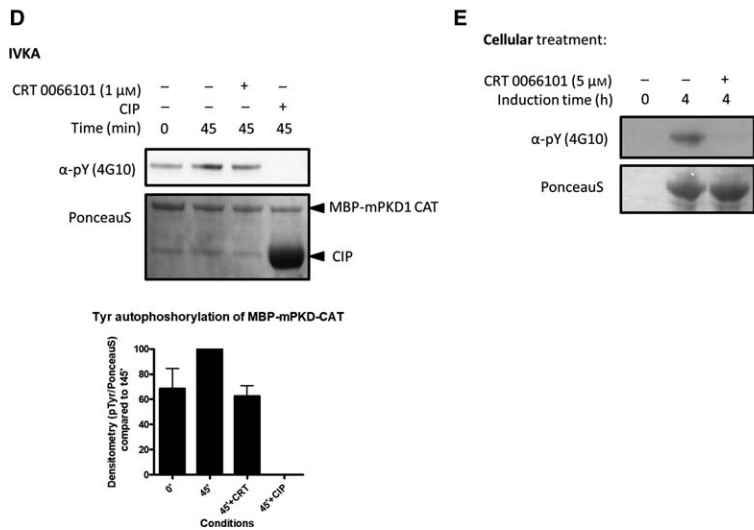 D
IVKA
CRT 0066101 (1 μM) – – + –
CIP – – – +
Time (min) 0 45 45 45
α-pY (4G10)
PonceauS
MBP-mPKD1 CAT
CIP
Tyr autophoshorylation of MBP-mPKD-CAT
Densitometry (pTyr/PonceauS)
compared to t45'
100
80
60
40
20
0
0'
45'
45'+CRT
45'+CIP
Conditions
E
Cellular treatment:
CRT 0066101 (5 μM) – – +
Induction time (h) 0 4 4
α-pY (4G10)
PonceauS